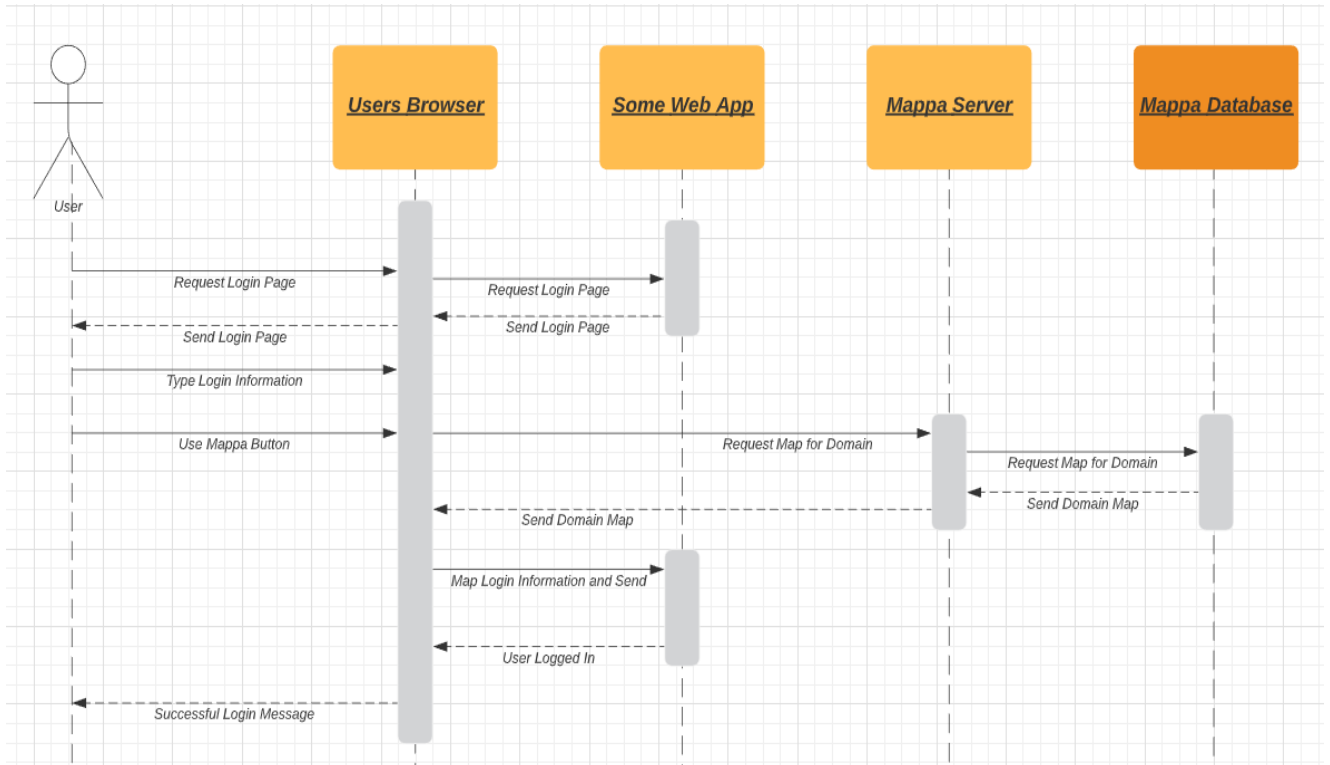 Users Browser
Some Web App
Mappa Server
Mappa Database
User
Request Login Page
Request Login Page
Send Login Page
Send Login Page
Type Login Information
Use Mappa Button
Request Map for Domain
Request Map for Domain
Send Domain Map
Send Domain Map
Map Login Information and Send
User Logged In
Successful Login Message